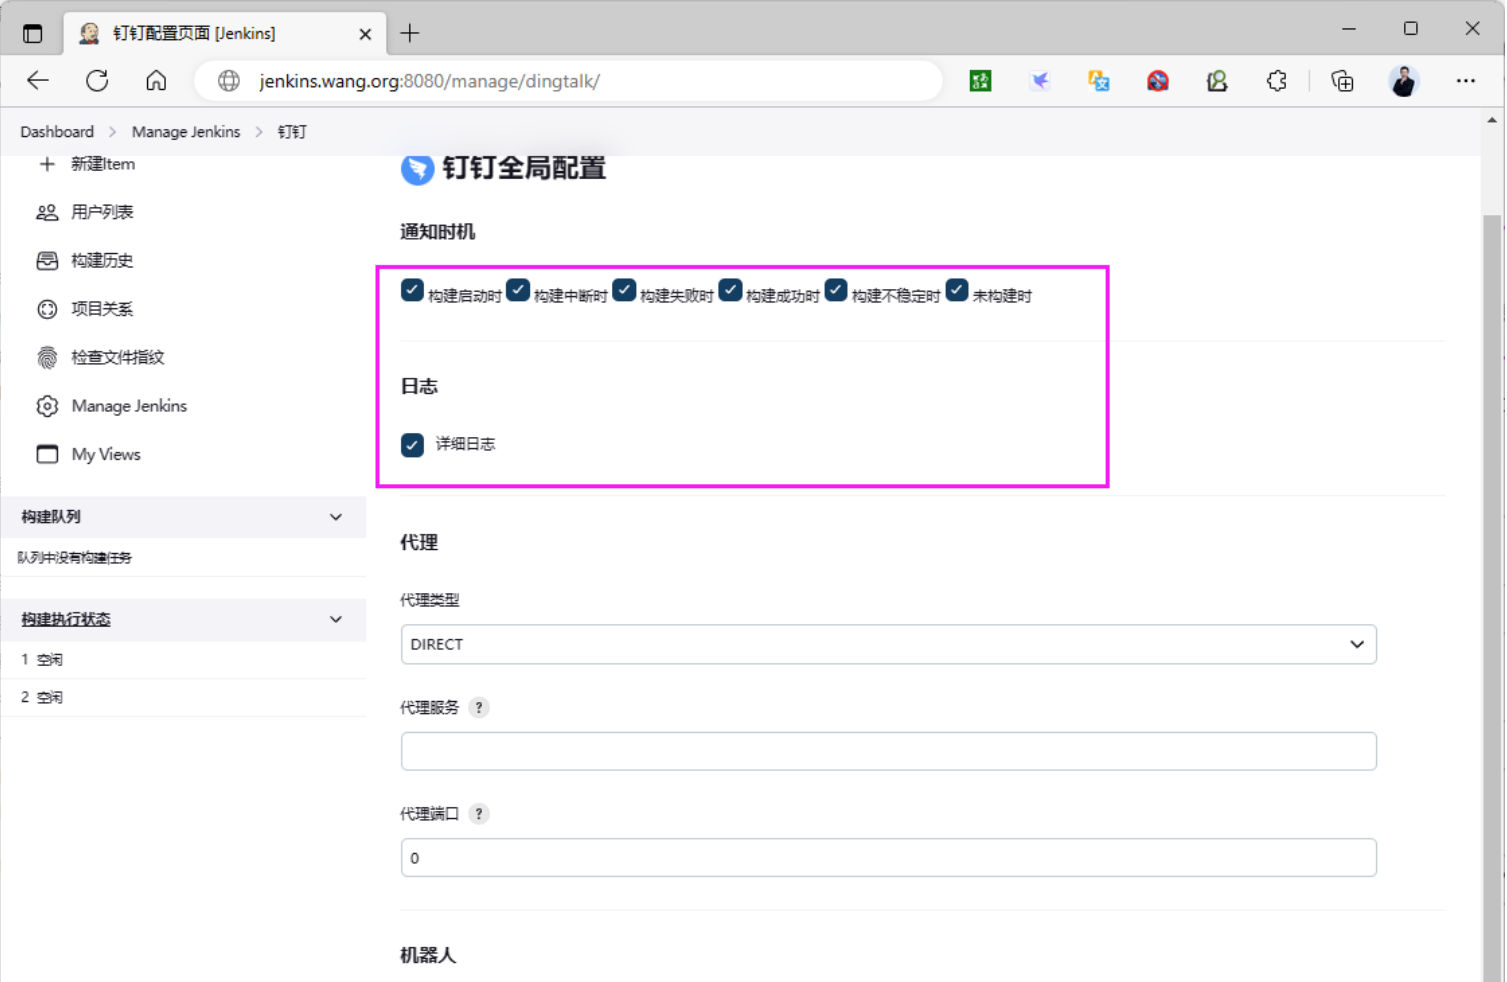 钉钉配置页面 [Jenkins]
jenkins.wang.org:8080/manage/dingtalk/
Dashboard > Manage Jenkins > 钉钉
新建Item
用户列表
构建历史
项目关系
检查文件指纹
Manage Jenkins
My Views
构建队列
队列中没有构建任务
构建执行状态
1 空闲
2 空闲
钉钉全局配置
通知时机
构建启动时 构建中断时 构建失败时 构建成功时 构建不稳定时 未构建时
日志
详细日志
代理
代理类型
DIRECT
代理服务 ?
代理端口 ?
0
机器人